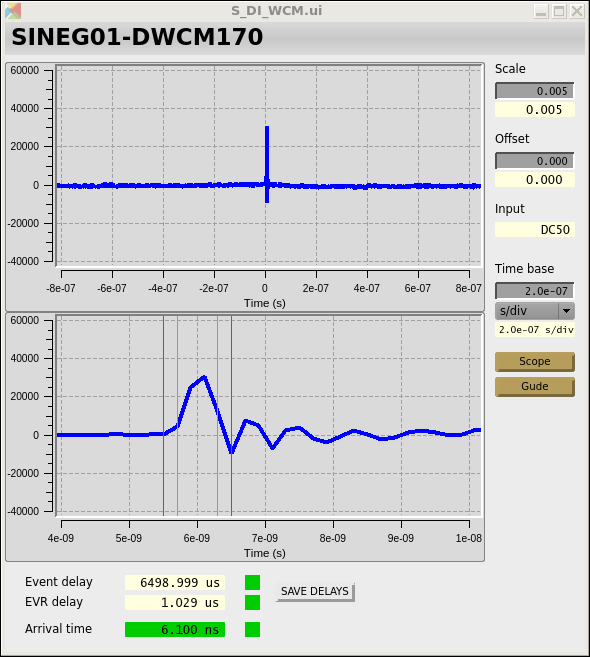 S_DI_WCM.ui
SINEG01-DWCM170
60000
40000
20000
0
-20000
-40000
-8e-07 -6e-07 -4e-07 -2e-07 0 2e-07 4e-07 6e-07 8e-07
Time (s)
60000
40000
20000
0
-20000
-40000
4e-09 5e-09 6e-09 7e-09 8e-09 9e-09 1e-08
Time (s)
Scale
0.005
0.005
Offset
0.000
0.000
Input
DC50
Time base
2.0e-07
s/div
2.0e-07 s/div
Scope
Gude
Event delay 6498.999 us
EVR delay 1.029 us
SAVE DELAYS
Arrival time 6.100 ns